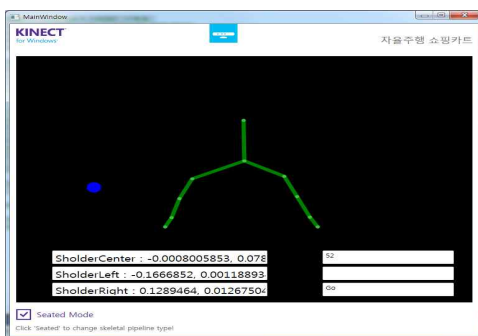 MainWindow
KINECT
for Windows
자율주행 쇼핑카트
SholderCenter : -0.0008005853, 0.078
S2
SholderLeft : -0.1666852, 0.00118893
SholderRight : 0.1289464, 0.01267504
Go
Seated Mode
Click 'Seated' to change skeletal pipeline type!